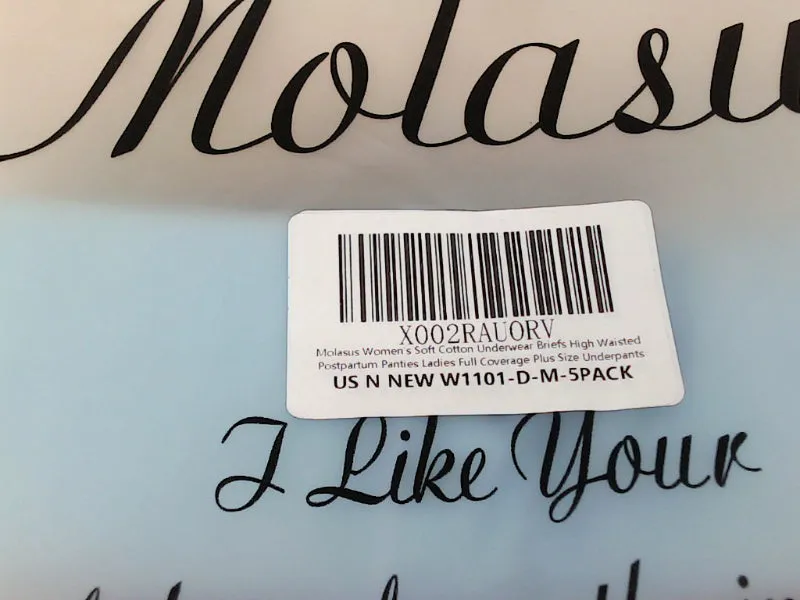 Molasu
X002RAUORV
Molasus Women's Soft Cotton Underwear Briefs High Waisted
Postpartum Panties Ladies Full Coverage Plus Size Underpants
US N NEW W1101-D-M-5PACK
I Like Your